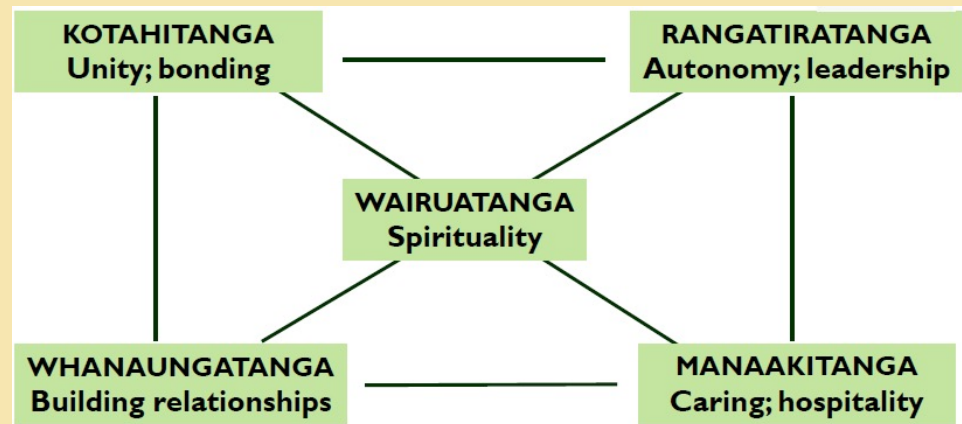 KOTAHITANGA
Unity; bonding
RANGATIRATANGA
Autonomy; leadership
WAIRUATANGA
Spirituality
WHANAUNGATANGA
Building relationships
MANAAKITANGA
Caring; hospitality